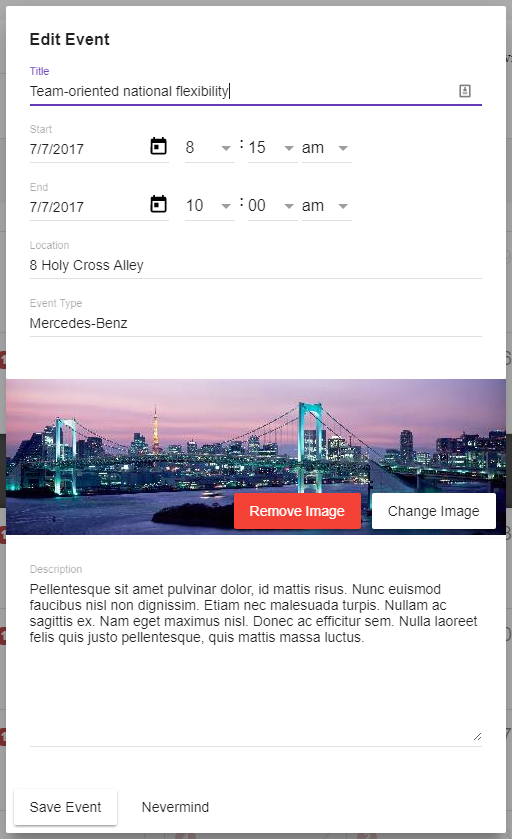 Edit Event
Title
Team-oriented national flexibility
Start
7/7/2017 8 : 15 am
End
7/7/2017 10 : 00 am
Location
8 Holy Cross Alley
Event Type
Mercedes-Benz
Remove Image Change Image
Description
Pellentesque sit amet pulvinar dolor, id mattis risus. Nunc euismod
faucibus nisl non dignissim. Etiam nec malesuada turpis. Nullam ac
sagittis ex. Nam eget maximus nisl. Donec ac efficitur sem. Nulla laoreet
felis quis justo pellentesque, quis mattis massa luctus.
Save Event Nevermind